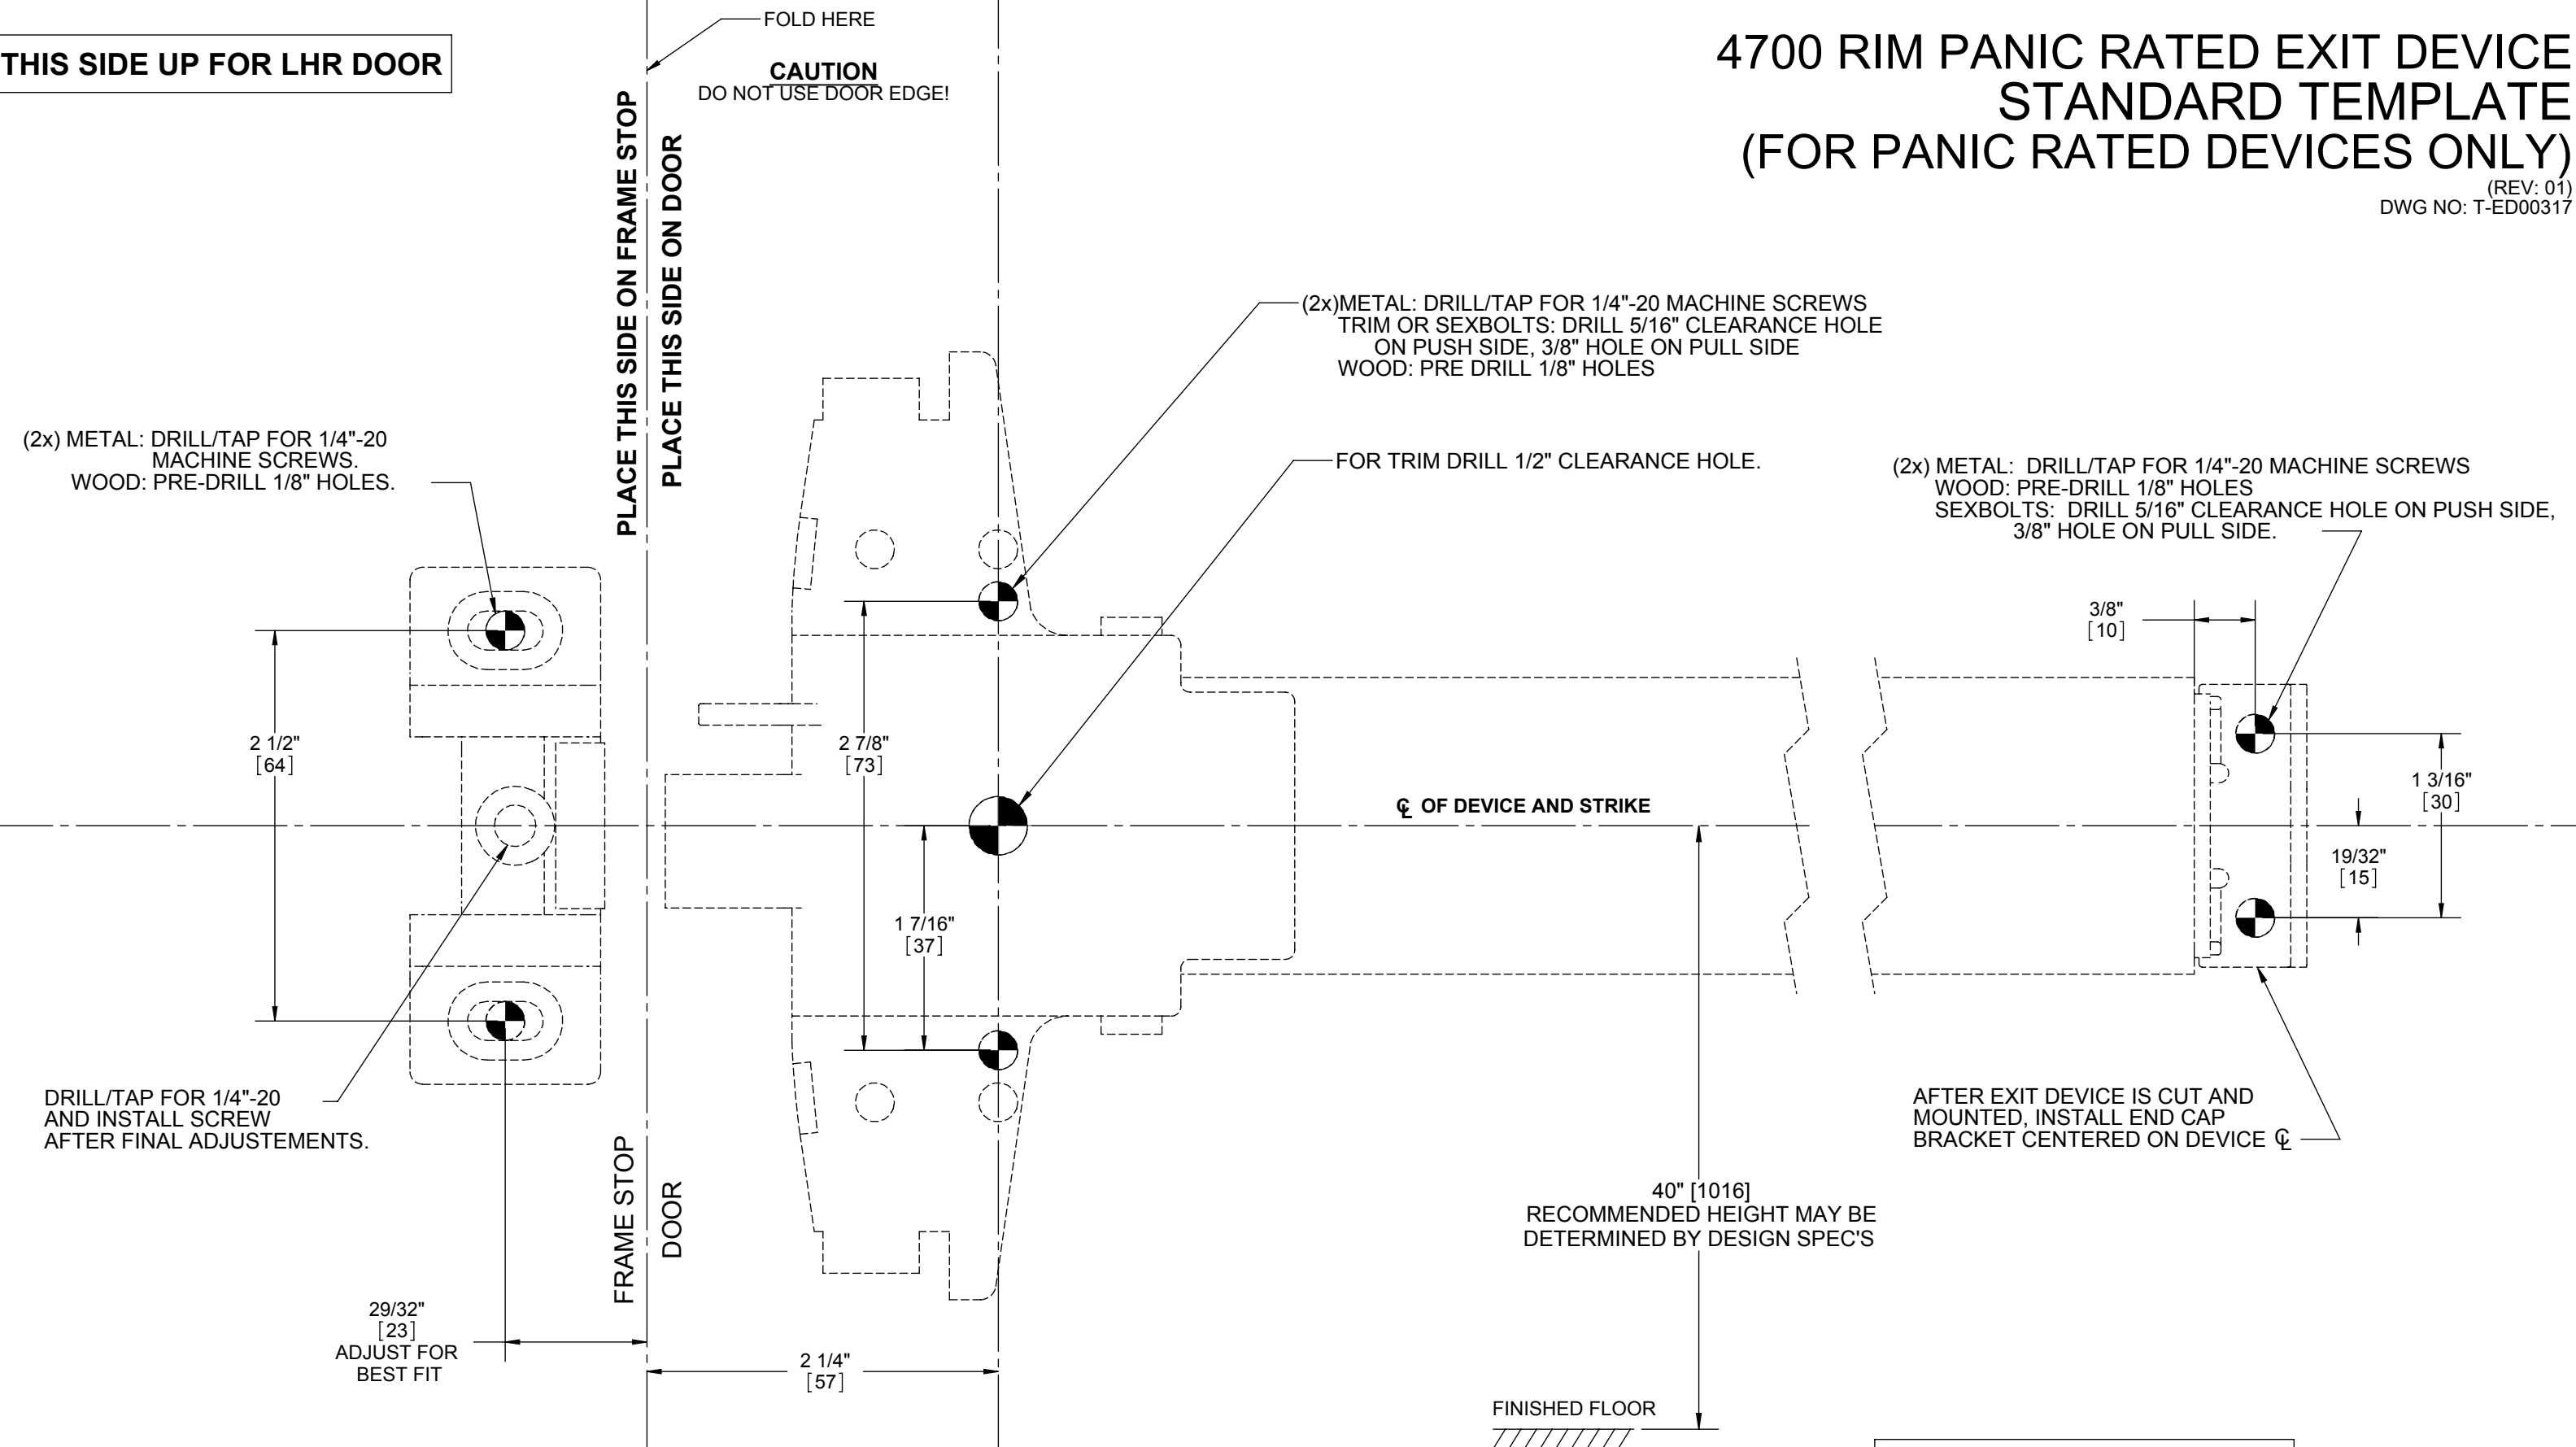 THIS SIDE UP FOR LHR DOOR
FOLD HERE
CAUTION
DO NOT USE DOOR EDGE!
4700 RIM PANIC RATED EXIT DEVICE
STANDARD TEMPLATE
(FOR PANIC RATED DEVICES ONLY)
(REV: 01)
DWG NO: T-ED00317
PLACE THIS SIDE ON FRAME STOP
PLACE THIS SIDE ON DOOR
(2x)METAL: DRILL/TAP FOR 1/4"-20 MACHINE SCREWS
TRIM OR SEXBOLTS: DRILL 5/16" CLEARANCE HOLE
ON PUSH SIDE, 3/8" HOLE ON PULL SIDE
WOOD: PRE DRILL 1/8" HOLES
(2x) METAL: DRILL/TAP FOR 1/4"-20
MACHINE SCREWS.
WOOD: PRE-DRILL 1/8" HOLES.
FOR TRIM DRILL 1/2" CLEARANCE HOLE.
(2x) METAL: DRILL/TAP FOR 1/4"-20 MACHINE SCREWS
WOOD: PRE-DRILL 1/8" HOLES
SEXBOLTS: DRILL 5/16" CLEARANCE HOLE ON PUSH SIDE,
3/8" HOLE ON PULL SIDE.
3/8"
[10]
2 1/2"
[64]
2 7/8"
[73]
1 3/16"
[30]
℄ OF DEVICE AND STRIKE
19/32"
[15]
1 7/16"
[37]
DRILL/TAP FOR 1/4"-20
AND INSTALL SCREW
AFTER FINAL ADJUSTEMENTS.
AFTER EXIT DEVICE IS CUT AND
MOUNTED, INSTALL END CAP
BRACKET CENTERED ON DEVICE ℄
FRAME STOP
DOOR
40" [1016]
RECOMMENDED HEIGHT MAY BE
DETERMINED BY DESIGN SPEC'S
29/32"
[23]
ADJUST FOR
BEST FIT
2 1/4"
[57]
FINISHED FLOOR